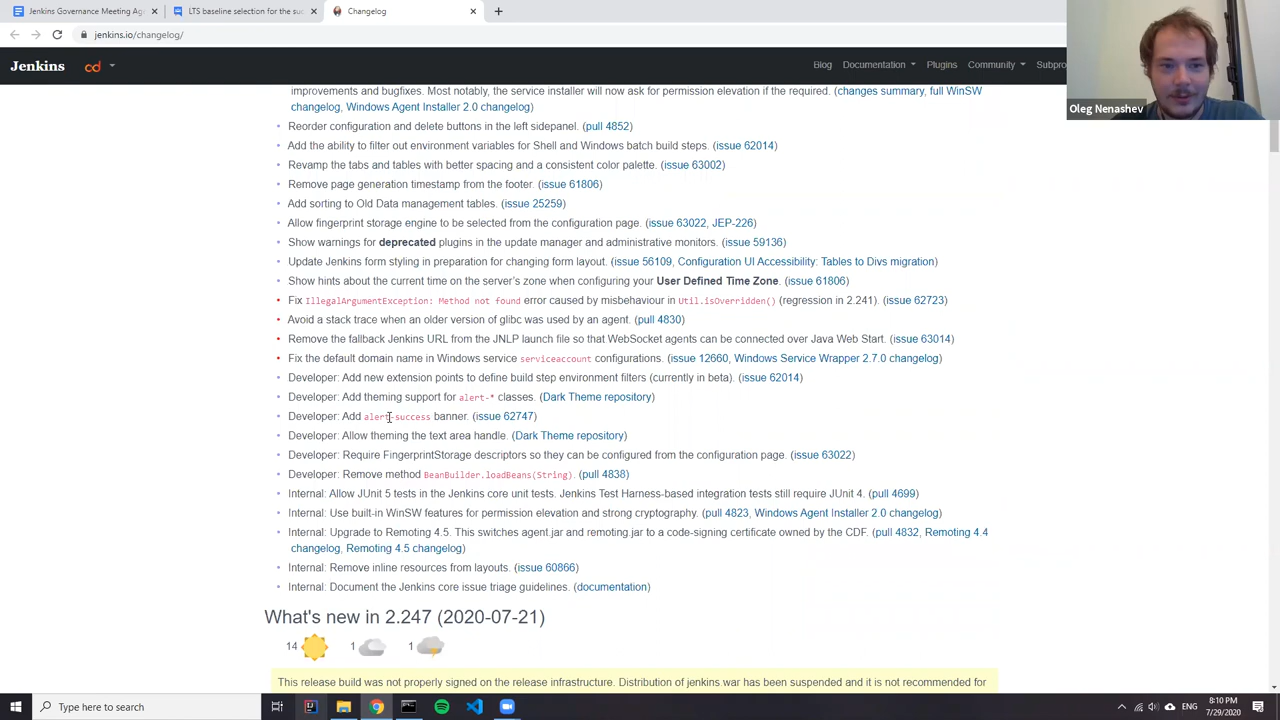 Jenkins Governance Meeting Age
LTS baseline selection for the suc
Changelog
jenkins.io/changelog/
Jenkins cd Blog Documentation Plugins Community Subpro
Oleg Nenashev
improvements and bugfixes. Most notably, the service installer will now ask for permission elevation if the required. (changes summary, full WinSW
changelog, Windows Agent Installer 2.0 changelog)
Reorder configuration and delete buttons in the left sidepanel. (pull 4852)
Add the ability to filter out environment variables for Shell and Windows batch build steps. (issue 62014)
Revamp the tabs and tables with better spacing and a consistent color palette. (issue 63002)
Remove page generation timestamp from the footer. (issue 61806)
Add sorting to Old Data management tables. (issue 25259)
Allow fingerprint storage engine to be selected from the configuration page. (issue 63022, JEP-226)
Show warnings for deprecated plugins in the update manager and administrative monitors. (issue 59136)
Update Jenkins form styling in preparation for changing form layout. (issue 56109, Configuration UI Accessibility: Tables to Divs migration)
Show hints about the current time on the server's zone when configuring your User Defined Time Zone. (issue 61806)
Fix IllegalArgumentException: Method not found error caused by misbehaviour in Util.isOverridden() (regression in 2.241). (issue 62723)
Avoid a stack trace when an older version of glibc was used by an agent. (pull 4830)
Remove the fallback Jenkins URL from the JNLP launch file so that WebSocket agents can be connected over Java Web Start. (issue 63014)
Fix the default domain name in Windows service serviceaccount configurations. (issue 12660, Windows Service Wrapper 2.7.0 changelog)
Developer: Add new extension points to define build step environment filters (currently in beta). (issue 62014)
Developer: Add theming support for alert-* classes. (Dark Theme repository)
Developer: Add alert-success banner. (issue 62747)
Developer: Allow theming the text area handle. (Dark Theme repository)
Developer: Require FingerprintStorage descriptors so they can be configured from the configuration page. (issue 63022)
Developer: Remove method BeanBuilder.loadBeans(String). (pull 4838)
Internal: Allow JUnit 5 tests in the Jenkins core unit tests. Jenkins Test Harness-based integration tests still require JUnit 4. (pull 4699)
Internal: Use built-in WinSW features for permission elevation and strong cryptography. (pull 4823, Windows Agent Installer 2.0 changelog)
Internal: Upgrade to Remoting 4.5. This switches agent.jar and remoting.jar to a code-signing certificate owned by the CDF. (pull 4832, Remoting 4.4
changelog, Remoting 4.5 changelog)
Internal: Remove inline resources from layouts. (issue 60866)
Internal: Document the Jenkins core issue triage guidelines. (documentation)
What's new in 2.247 (2020-07-21)
14 1 1
This release build was not properly signed on the release infrastructure. Distribution of jenkins.war has been suspended and it is not recommended for
Type here to search
8:10 PM
7/29/2020